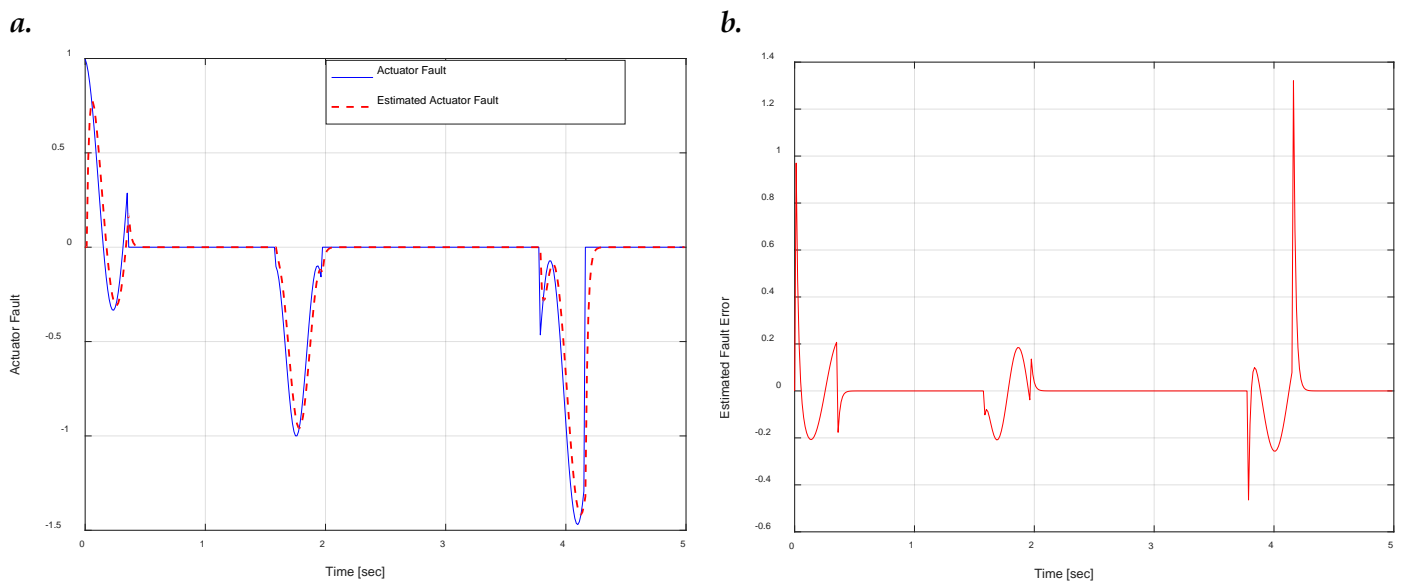 a.
1
0.5
0
-0.5
-1
-1.5
Actuator Fault
Actuator Fault
Estimated Actuator Fault
0 1 2 3 4 5
Time [sec]
b.
1.4
1.2
1
0.8
0.6
0.4
0.2
0
-0.2
-0.4
-0.6
Estimated Fault Error
0 1 2 3 4 5
Time [sec]